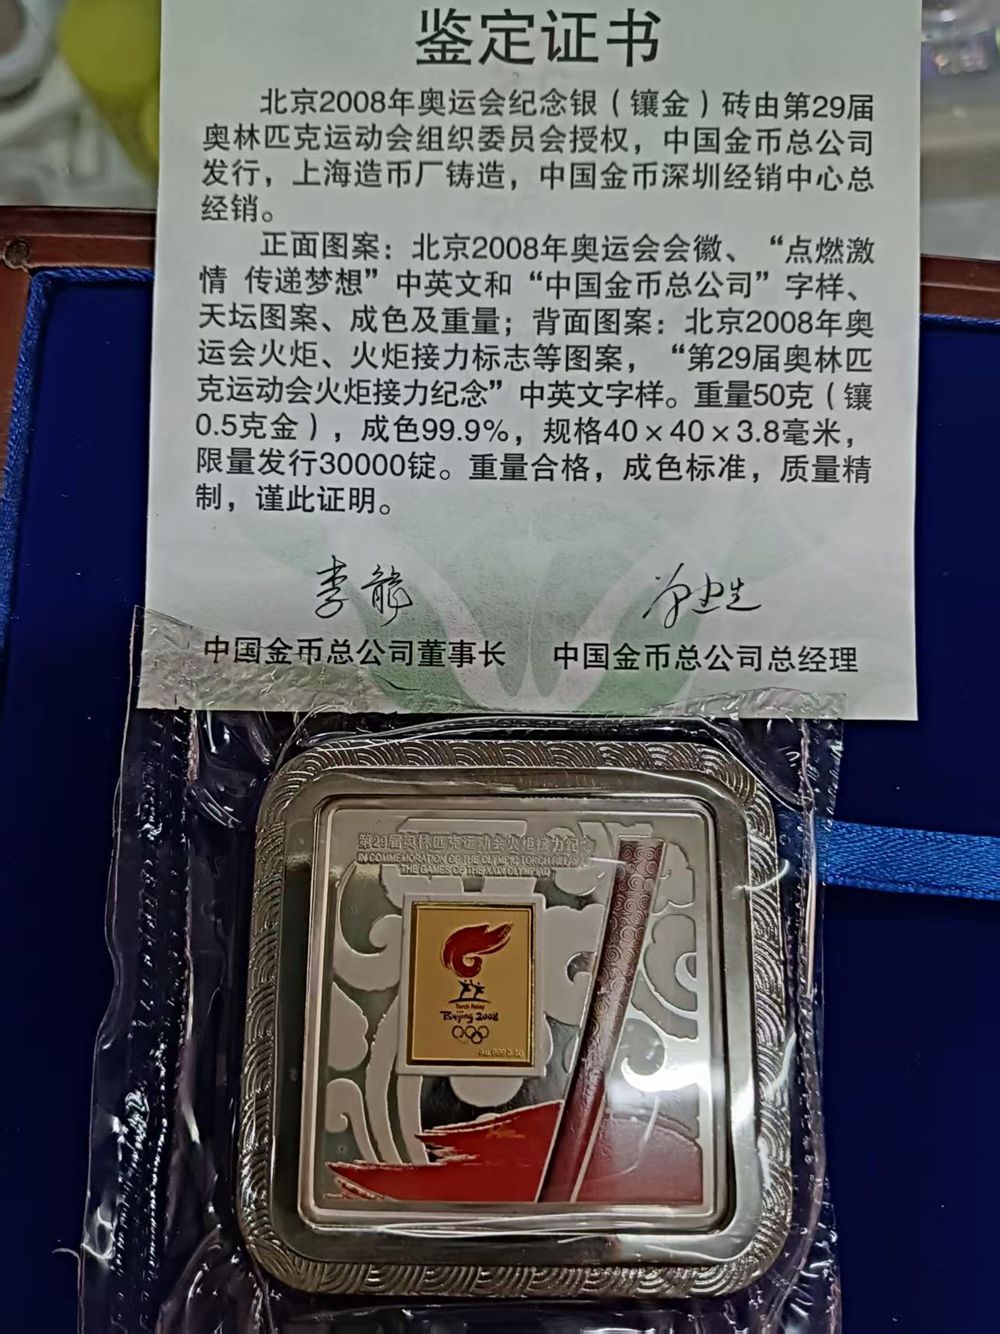 鉴定证书
北京2008年奥运会纪念银（镶金）砖由第29届
奥林匹克运动会组织委员会授权，中国金币总公司
发行，上海造币厂铸造，中国金币深圳经销中心总
经销。
正面图案：北京2008年奥运会会徽、“点燃激
情 传递梦想”中英文和“中国金币总公司”字样、
天坛图案、成色及重量；背面图案：北京2008年奥
运会火炬、火炬接力标志等图案，“第29届奥林匹
克运动会火炬接力纪念”中英文字样。重量50克（镶
0.5克金），成色99.9%，规格40×40×3.8毫米，
限量发行30000锭。重量合格，成色标准，质量精
制，谨此证明。
中国金币总公司董事长 中国金币总公司总经理
第29届奥林匹克运动会火炬接力纪念
IN COMMEMORATION OF THE OLYMPIC TORCH RELAY OF
THE GAMES OF THE XXIX OLYMPIAD
Torch Relay
Beijing 2008
Au 999 0.5g